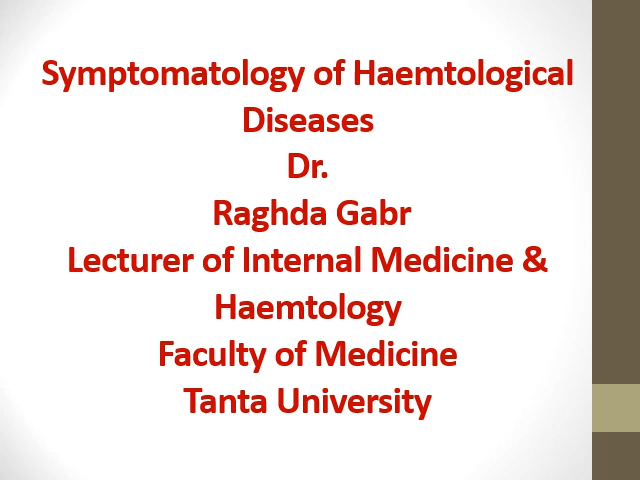 Symptomatology of Haemtological
Diseases
Dr.
Raghda Gabr
Lecturer of Internal Medicine &
Haemtology
Faculty of Medicine
Tanta University